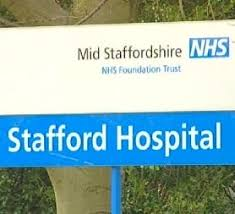 Mid Staffordshire NHS
NHS Foundation Trust
Stafford Hospital